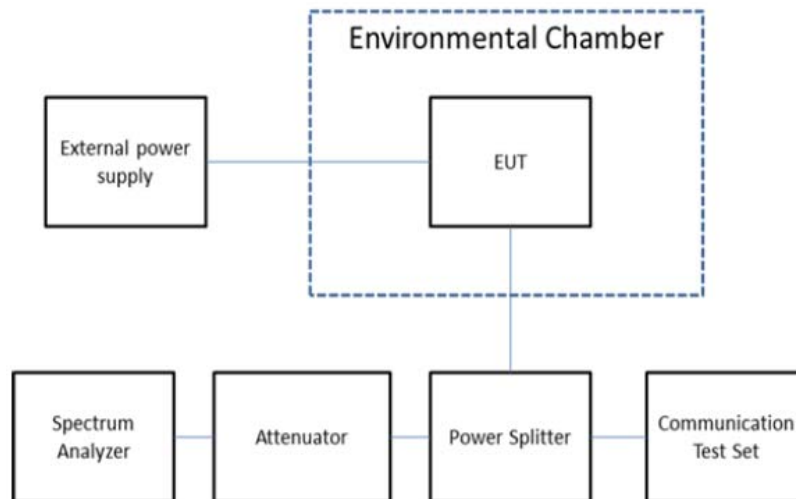 Environmental Chamber
External power
supply
EUT
Spectrum
Analyzer
Attenuator
Power Splitter
Communication
Test Set